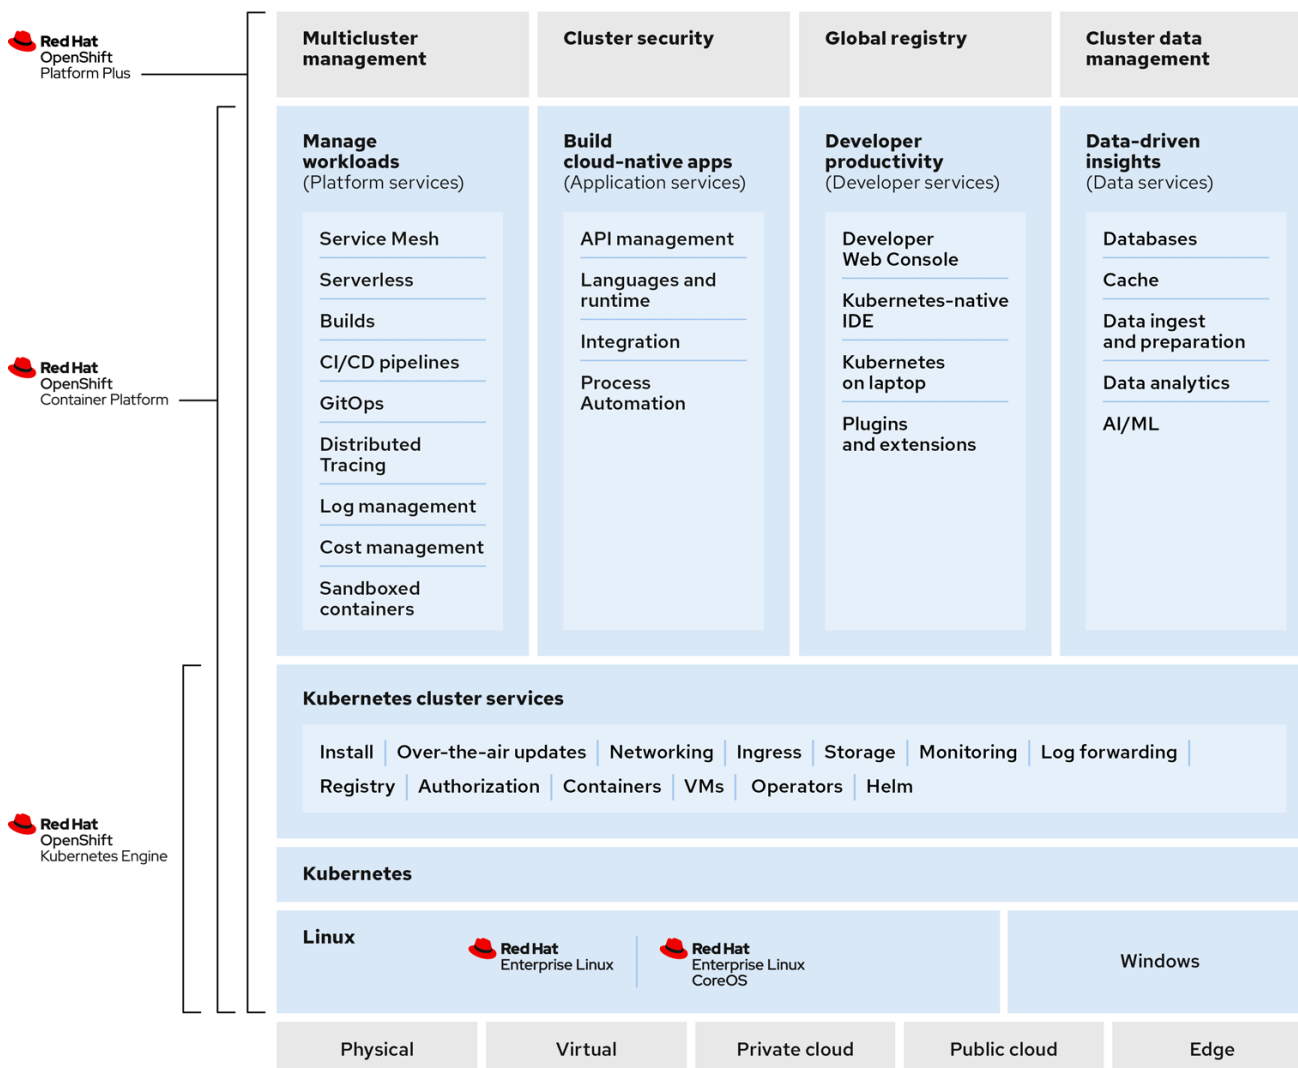 Red Hat
OpenShift
Platform Plus
Multicluster
management
Cluster security
Global registry
Cluster data
management
Red Hat
OpenShift
Container Platform
Manage
workloads
(Platform services)
Service Mesh
Serverless
Builds
CI/CD pipelines
GitOps
Distributed
Tracing
Log management
Cost management
Sandboxed
containers
Build
cloud-native apps
(Application services)
API management
Languages and
runtime
Integration
Process
Automation
Developer
productivity
(Developer services)
Developer
Web Console
Kubernetes-native
IDE
Kubernetes
on laptop
Plugins
and extensions
Data-driven
insights
(Data services)
Databases
Cache
Data ingest
and preparation
Data analytics
AI/ML
Red Hat
OpenShift
Kubernetes Engine
Kubernetes cluster services
Install | Over-the-air updates | Networking | Ingress | Storage | Monitoring | Log forwarding |
Registry | Authorization | Containers | VMs | Operators | Helm
Kubernetes
Linux
Red Hat
Enterprise Linux
Red Hat
Enterprise Linux
CoreOS
Windows
Physical
Virtual
Private cloud
Public cloud
Edge